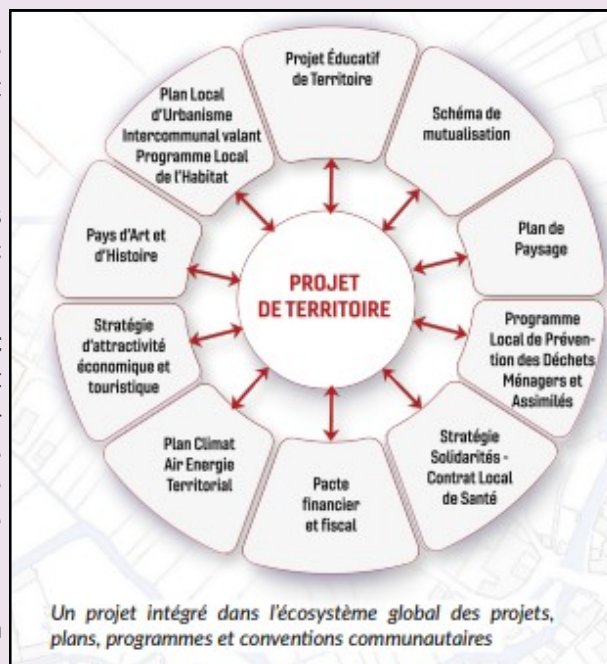 Projet Éducatif
de Territoire
Schéma de
mutualisation
Plan de
Paysage
Programme
Local de Préven-
tion des Déchets
Ménagers et
Assimilés
Stratégie
Solidarités -
Contrat Local
de Santé
Pacte
financier
et fiscal
Plan Climat
Air Energie
Territorial
Stratégie
d'attractivité
économique et
touristique
Pays d'Art et
d'Histoire
Plan Local
d'Urbanisme
Intercommunal valant
Programme Local
de l'Habitat
PROJET
DE TERRITOIRE
Un projet intégré dans l'écosystème global des projets,
plans, programmes et conventions communautaires